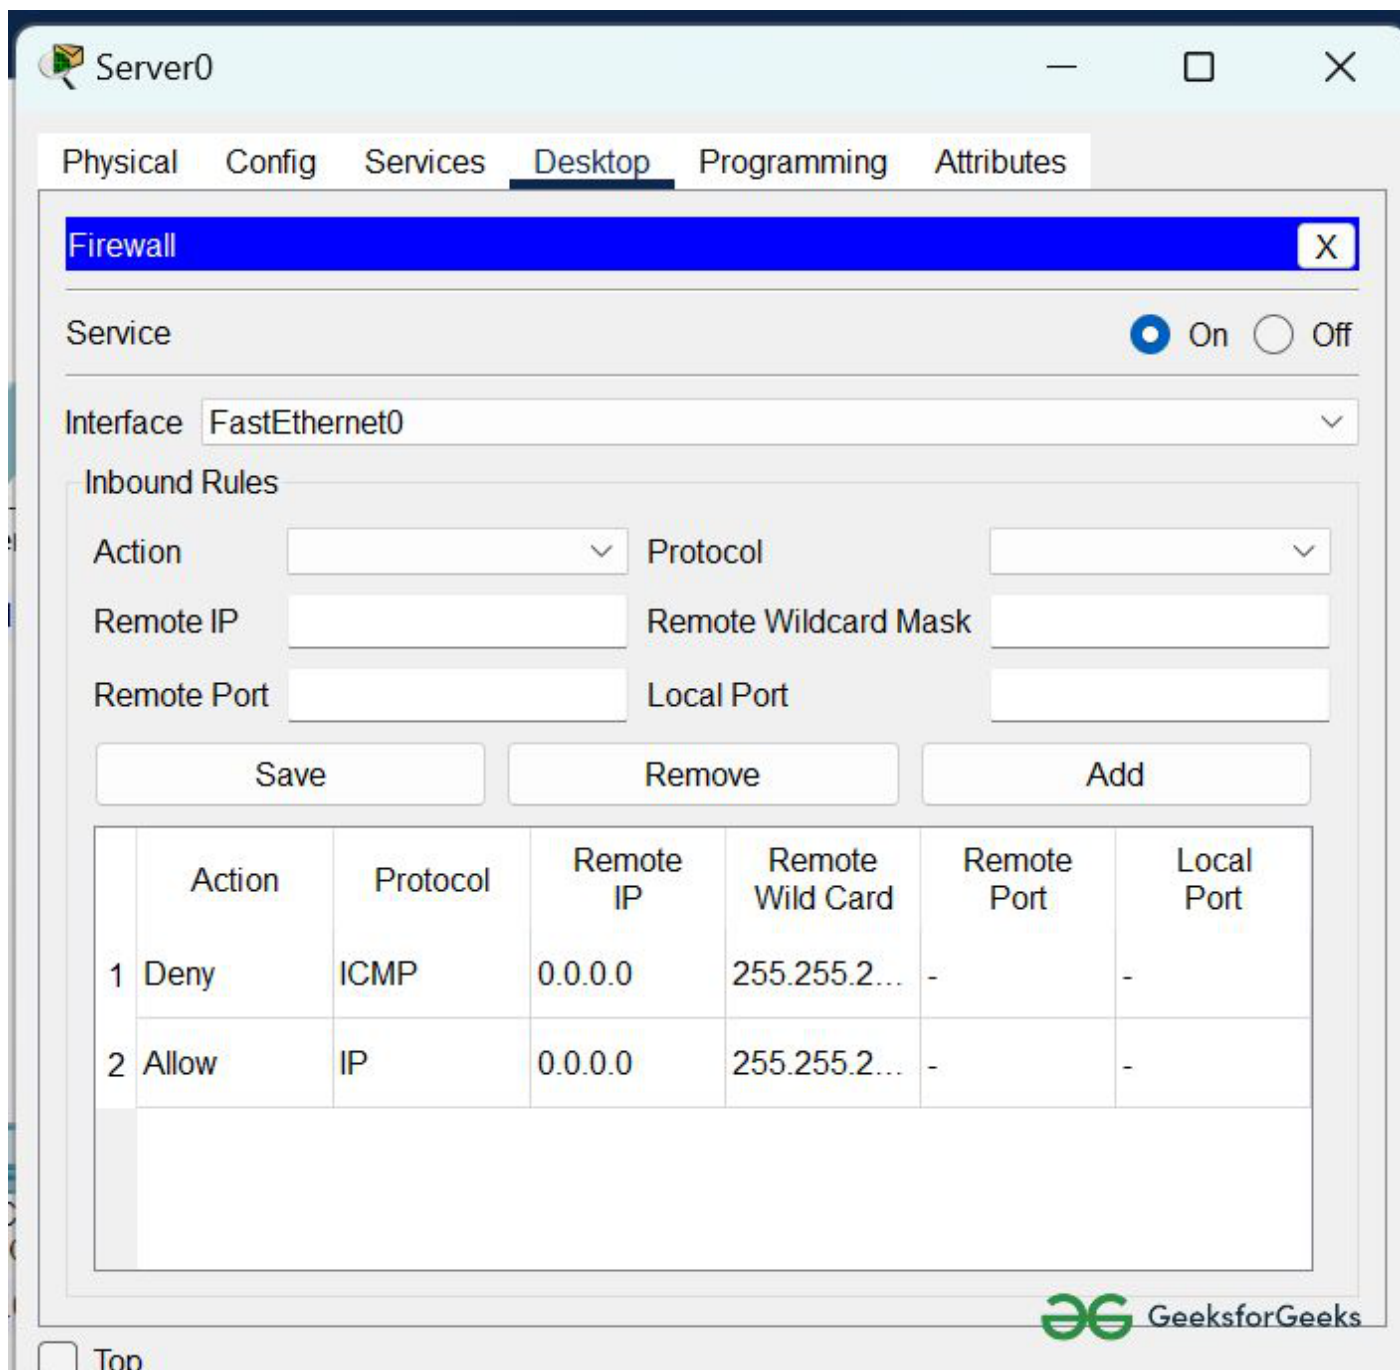 Server0
Physical Config Services Desktop Programming Attributes
Firewall X
Service On Off
Interface FastEthernet0
Inbound Rules
Action Protocol
Remote IP Remote Wildcard Mask
Remote Port Local Port
Save Remove Add
Action Protocol Remote IP Remote Wild Card Remote Port Local Port
1 Deny ICMP 0.0.0.0 255.255.2... - -
2 Allow IP 0.0.0.0 255.255.2... - -
GeeksforGeeks
Top